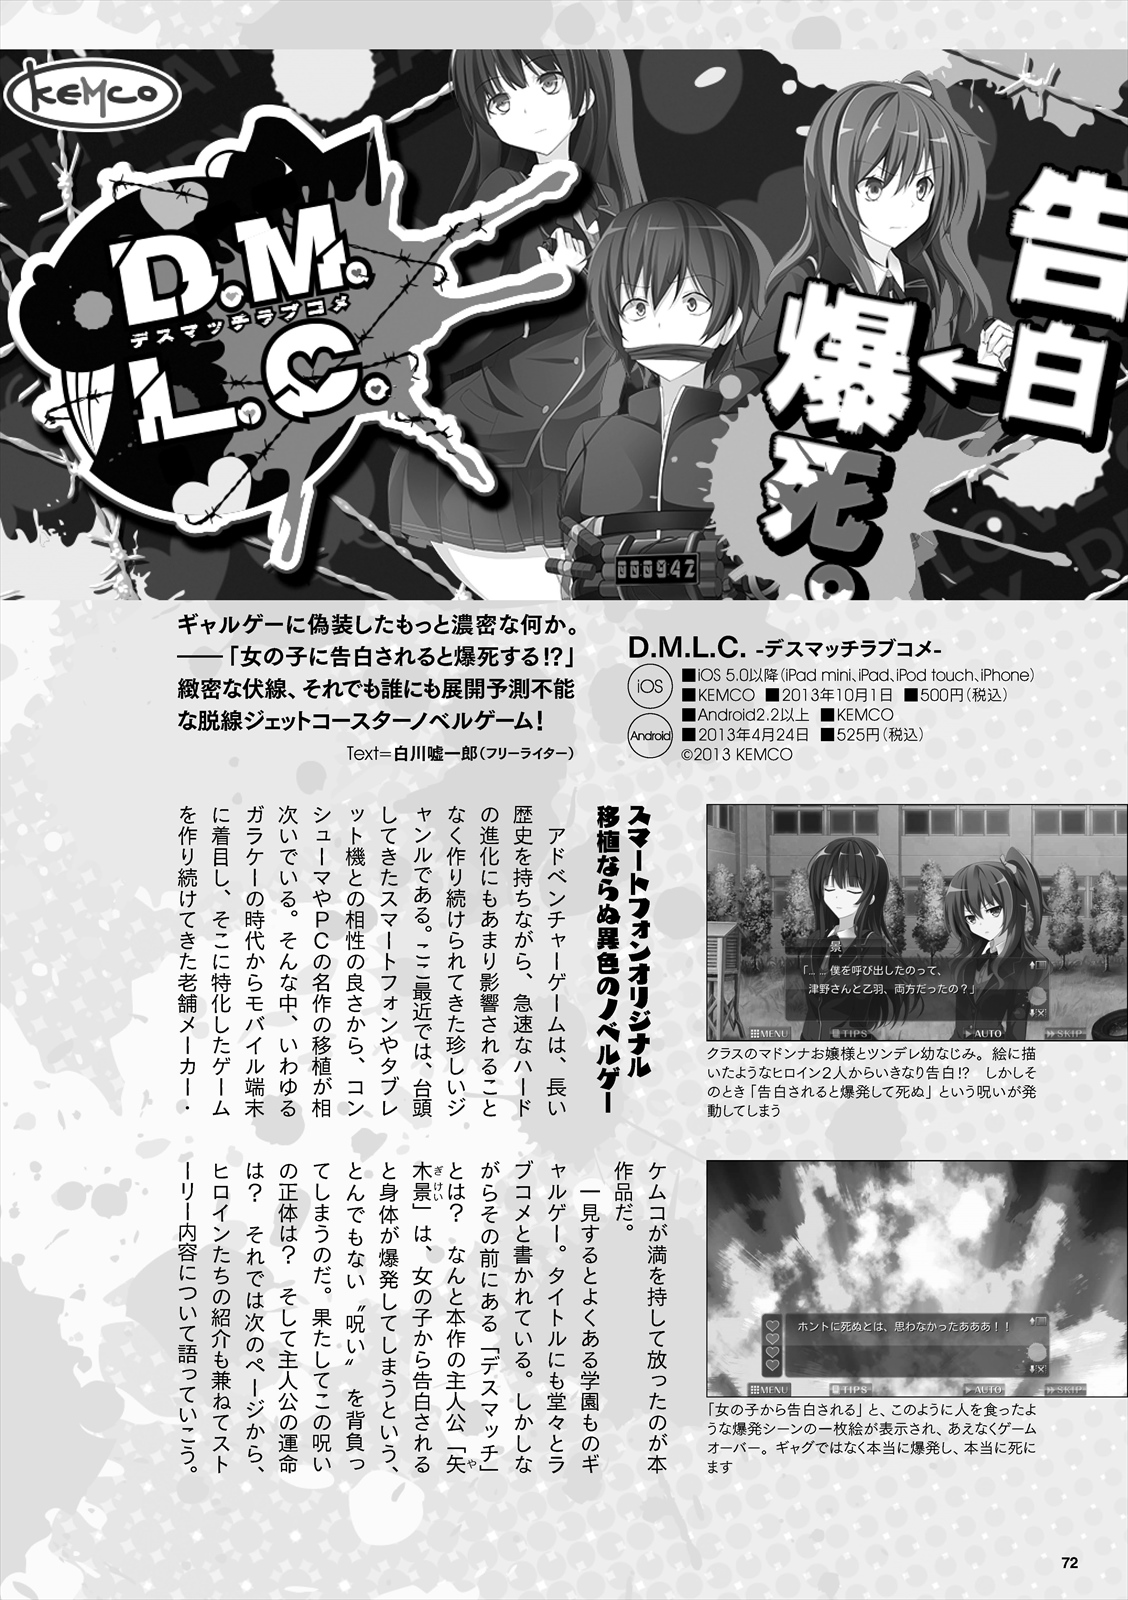 KEMCO
D.M.
デスマッチラブコメ
L.C.
告白
←
爆死。
000942
ギャルゲーに偽装したもっと濃密な何か。
――「女の子に告白されると爆死する!?」
緻密な伏線、それでも誰にも展開予測不能
な脱線ジェットコースターノベルゲーム！
Text=白川嘘一郎（フリーライター）
D.M.L.C. -デスマッチラブコメ-
iOS
■iOS 5.0以降（iPad mini、iPad、iPod touch、iPhone）
■KEMCO ■2013年10月1日 ■500円（税込）
Android
■Android2.2以上 ■KEMCO
■2013年4月24日 ■525円（税込）
©2013 KEMCO
スマートフォンオリジナル
移植ならぬ異色のノベルゲー
アドベンチャーゲームは、長い
歴史を持ちながら、急速なハード
の進化にもあまり影響されること
なく作り続けられてきた珍しいジ
ャンルである。ここ最近では、台頭
してきたスマートフォンやタブレ
ット機との相性の良さから、コン
シューマやPCの名作の移植が相
次いでいる。そんな中、いわゆる
ガラケーの時代からモバイル端末
に着目し、そこに特化したゲーム
を作り続けてきた老舗メーカー・
ケムコが満を持して放ったのが本
作品だ。
一見するとよくある学園ものギ
ャルゲー。タイトルにも堂々とラ
ブコメと書かれている。しかしな
がらその前にある「デスマッチ」
とは？　なんと本作の主人公「矢
木景」は、女の子から告白される
と身体が爆発してしまうという、
とんでもない〝呪い〟を背負っ
てしまうのだ。果たしてこの呪い
の正体は？　そして主人公の運命
は？　それでは次のページから、
ヒロインたちの紹介も兼ねてスト
ーリー内容について語っていこう。
や
ぎ けい
景
「……僕を呼び出したのって、
津野さんと乙羽、両方だったの？」
MENU TIPS AUTO SKIP
クラスのマドンナお嬢様とツンデレ幼なじみ。絵に描
いたようなヒロイン2人からいきなり告白!?　しかしそ
のとき「告白されると爆発して死ぬ」という呪いが発
動してしまう
ホントに死ぬとは、思わなかったあああ！！
MENU TIPS AUTO SKIP
「女の子から告白される」と、このように人を食ったよ
うな爆発シーンの一枚絵が表示され、あえなくゲーム
オーバー。ギャグではなく本当に爆発し、本当に死に
ます
72